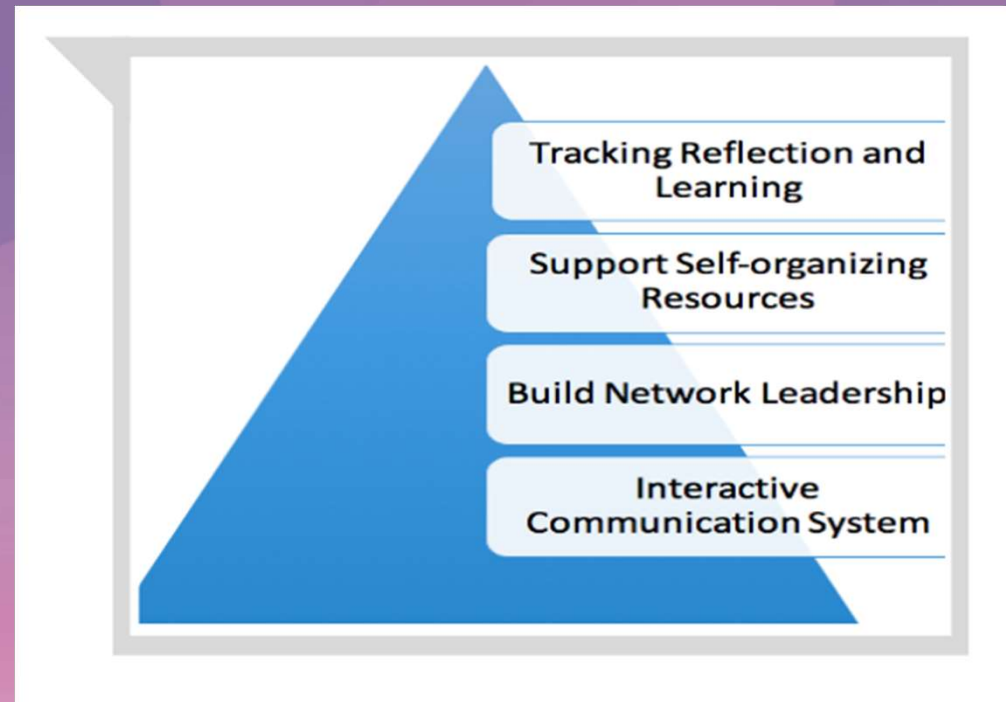 Tracking Reflection and
Learning
Support Self-organizing
Resources
Build Network Leadership
Interactive
Communication System